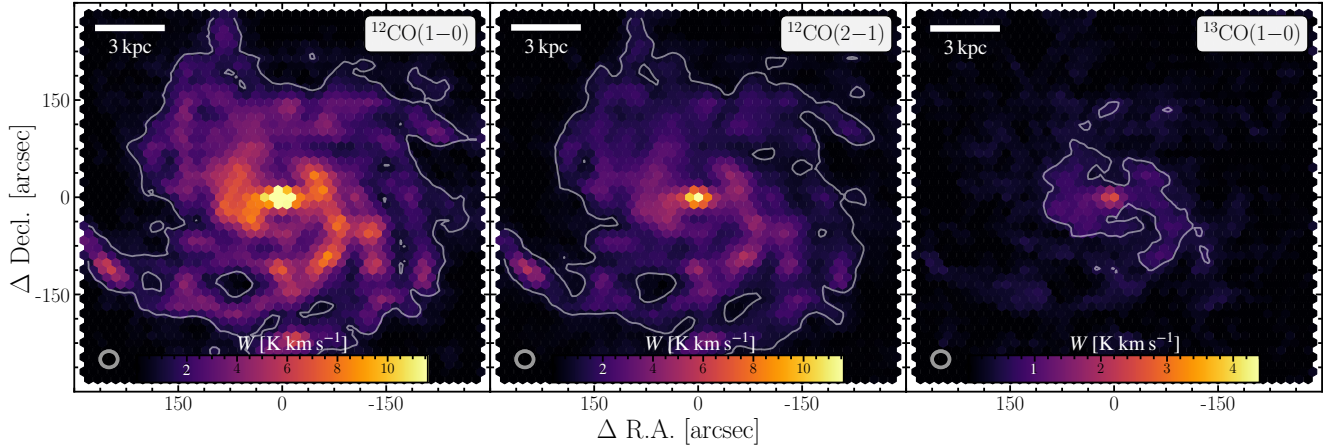 3 kpc
¹²CO(1−0)
3 kpc
¹²CO(2−1)
3 kpc
¹³CO(1−0)
Δ Decl. [arcsec]
150
0
-150
W [K km s⁻¹]
2 4 6 8 10
W [K km s⁻¹]
2 4 6 8 10
W [K km s⁻¹]
1 2 3 4
150 0 -150
150 0 -150
150 0 -150
Δ R.A. [arcsec]